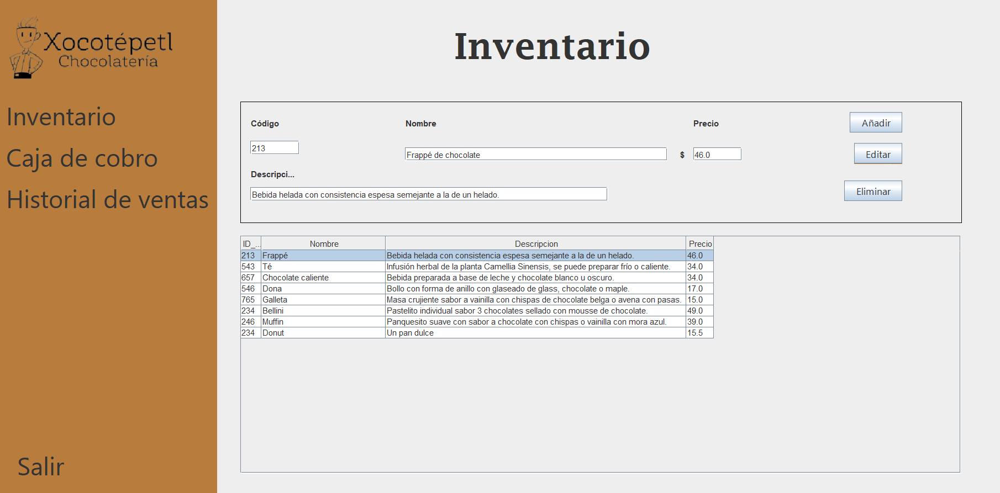 Xocotépetl
Chocolatería
Inventario
Caja de cobro
Historial de ventas
Salir
Inventario
Código Nombre Precio Añadir
213 Frappé de chocolate $ 46.0 Editar
Descripci...
Bebida helada con consistencia espesa semejante a la de un helado. Eliminar
ID_... Nombre Descripcion Precio
213 Frappé Bebida helada con consistencia espesa semejante a la de un helado. 46.0
543 Té Infusión herbal de la planta Camellia Sinensis, se puede preparar frío o caliente. 34.0
657 Chocolate caliente Bebida preparada a base de leche y chocolate blanco u oscuro. 34.0
546 Dona Bollo con forma de anillo con glaseado de glass, chocolate o maple. 17.0
765 Galleta Masa crujiente sabor a vainilla con chispas de chocolate belga o avena con pasas. 15.0
234 Bellini Pastelito individual sabor 3 chocolates sellado con mousse de chocolate. 49.0
246 Muffin Panquesito suave con sabor a chocolate con chispas o vainilla con mora azul. 39.0
234 Donut Un pan dulce 15.5